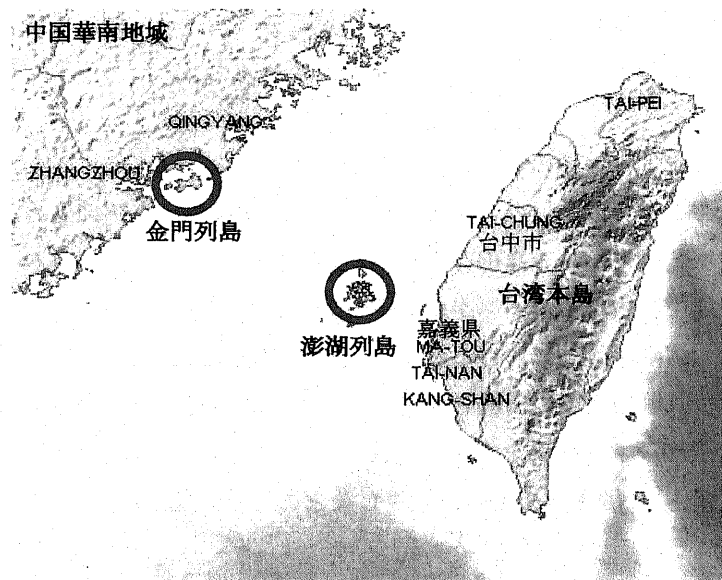 中国華南地城
TAI-PEI
QINGYANG
ZHANGZHOU
金門列島
TAI-CHUNG
台中市
台湾本島
嘉義県
澎湖列島
MA-TOU
TAI-NAN
KANG-SHAN